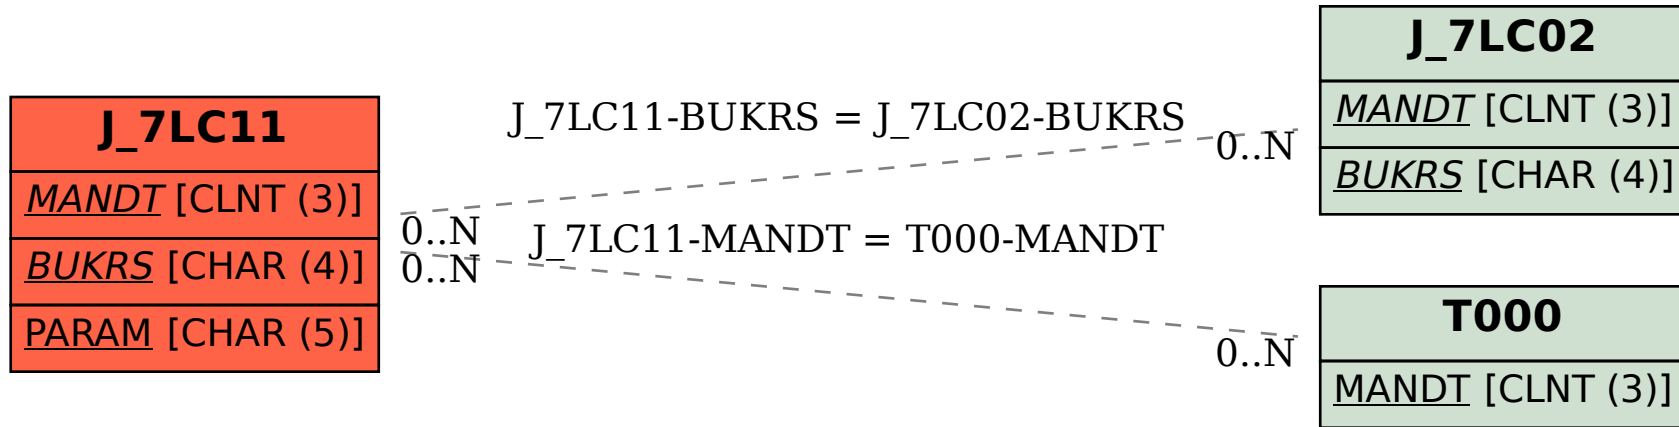 J_7LC11
MANDT [CLNT (3)]
BUKRS [CHAR (4)]
PARAM [CHAR (5)]
J_7LC11-BUKRS = J_7LC02-BUKRS
0..N
0..N
J_7LC11-MANDT = T000-MANDT
0..N
0..N
J_7LC02
MANDT [CLNT (3)]
BUKRS [CHAR (4)]
T000
MANDT [CLNT (3)]